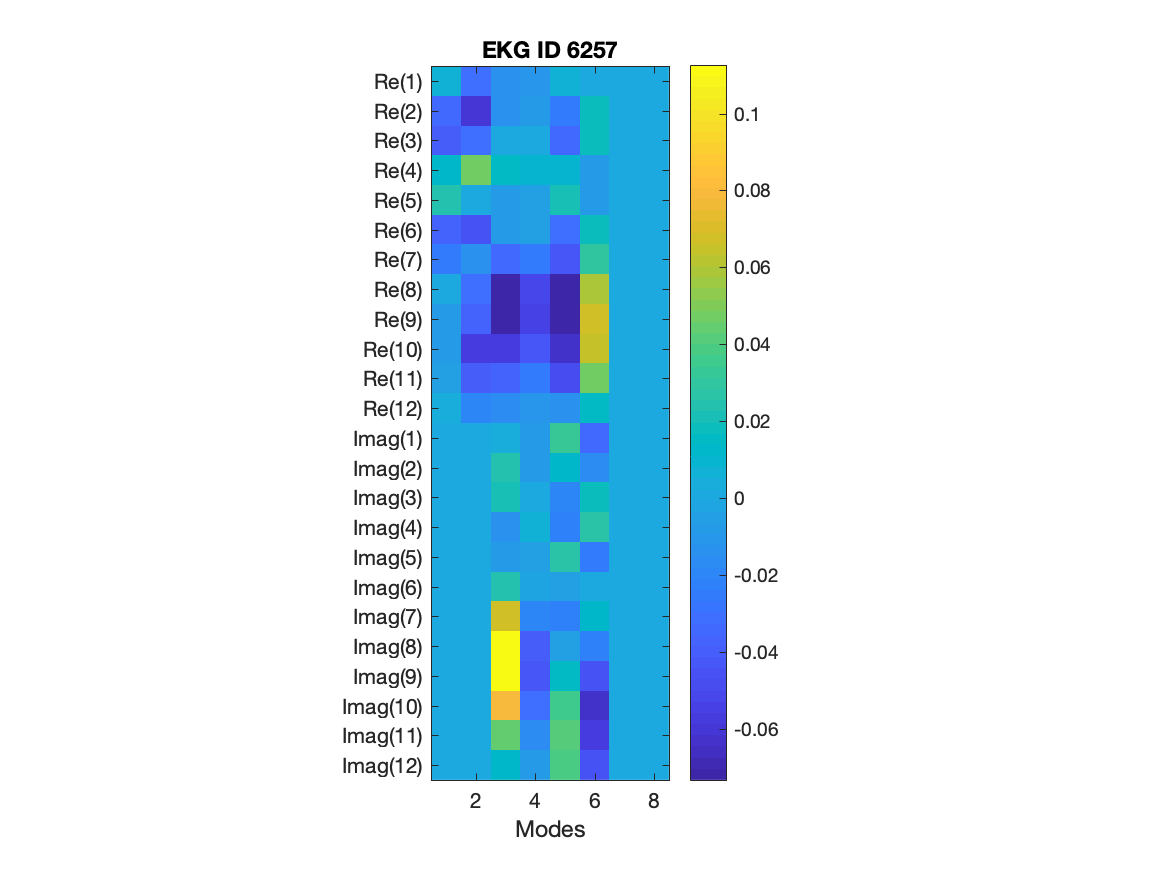 EKG ID 6257
Re(1)
Re(2)
Re(3)
Re(4)
Re(5)
Re(6)
Re(7)
Re(8)
Re(9)
Re(10)
Re(11)
Re(12)
Imag(1)
Imag(2)
Imag(3)
Imag(4)
Imag(5)
Imag(6)
Imag(7)
Imag(8)
Imag(9)
Imag(10)
Imag(11)
Imag(12)
2 4 6 8
Modes
0.1
0.08
0.06
0.04
0.02
0
-0.02
-0.04
-0.06